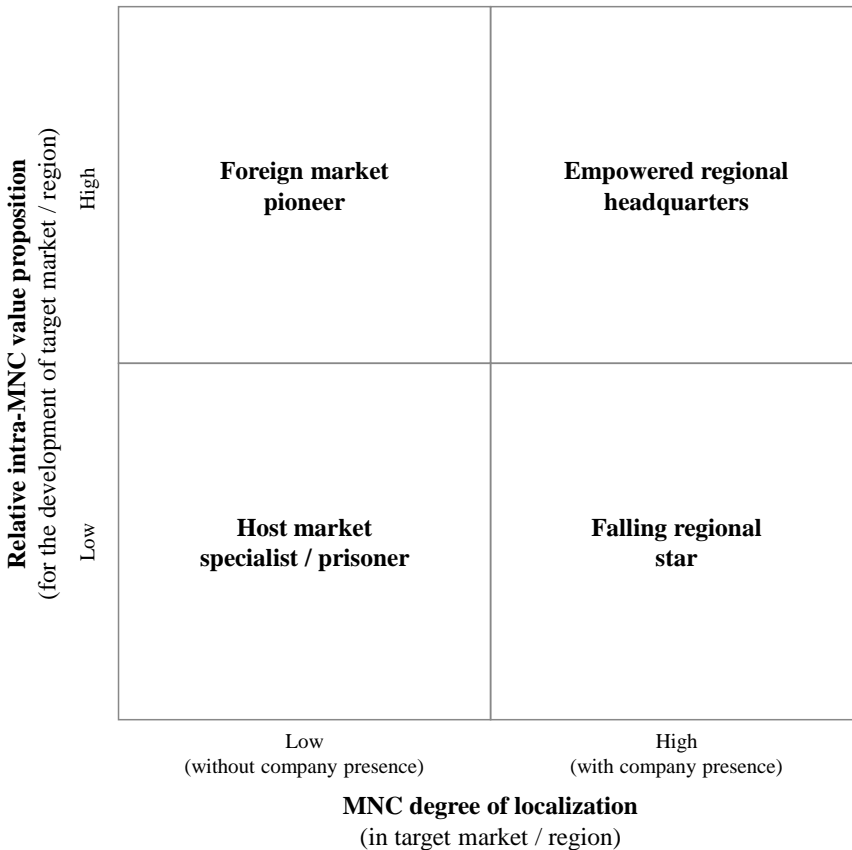 Relative intra-MNC value proposition
(for the development of target market / region)
High
Low
Foreign market
pioneer
Empowered regional
headquarters
Host market
specialist / prisoner
Falling regional
star
Low
(without company presence)
High
(with company presence)
MNC degree of localization
(in target market / region)